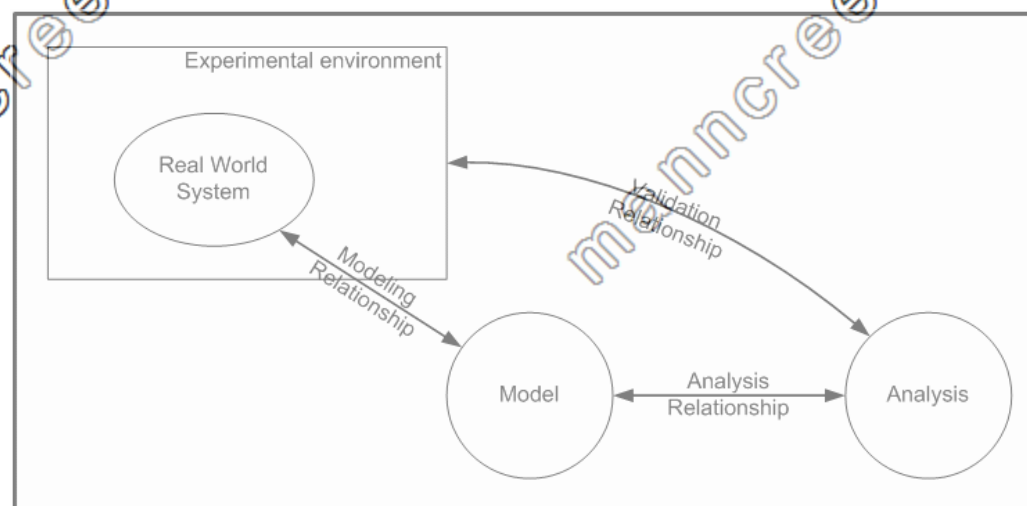 Experimental environment
Real World
System
Modeling
Relationship
Validation
Relationship
Model
Analysis
Relationship
Analysis